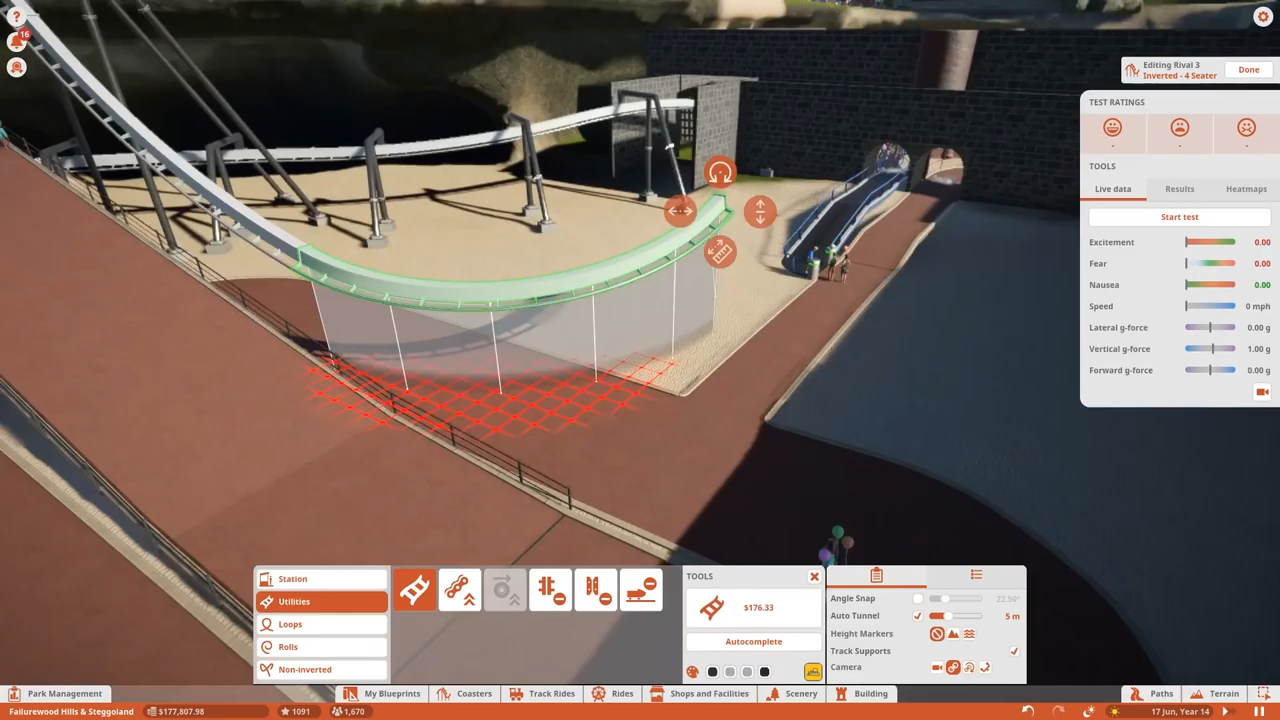 ?
16
Editing Rival 3
Inverted - 4 Seater
Done
TEST RATINGS
- - -
TOOLS
Live data Results Heatmaps
Start test
Excitement 0.00
Fear 0.00
Nausea 0.00
Speed 0 mph
Lateral g-force 0.00 g
Vertical g-force 1.00 g
Forward g-force 0.00 g
Station
Utilities
Loops
Rolls
Non-inverted
TOOLS
$176.33
Autocomplete
Angle Snap 22.50°
Auto Tunnel 5 m
Height Markers
Track Supports
Camera
Park Management My Blueprints Coasters Track Rides Rides Shops and Facilities Scenery Building Paths Terrain
Failurewood Hills & Steggoland $177,807.98 1091 1,670 17 Jun, Year 14